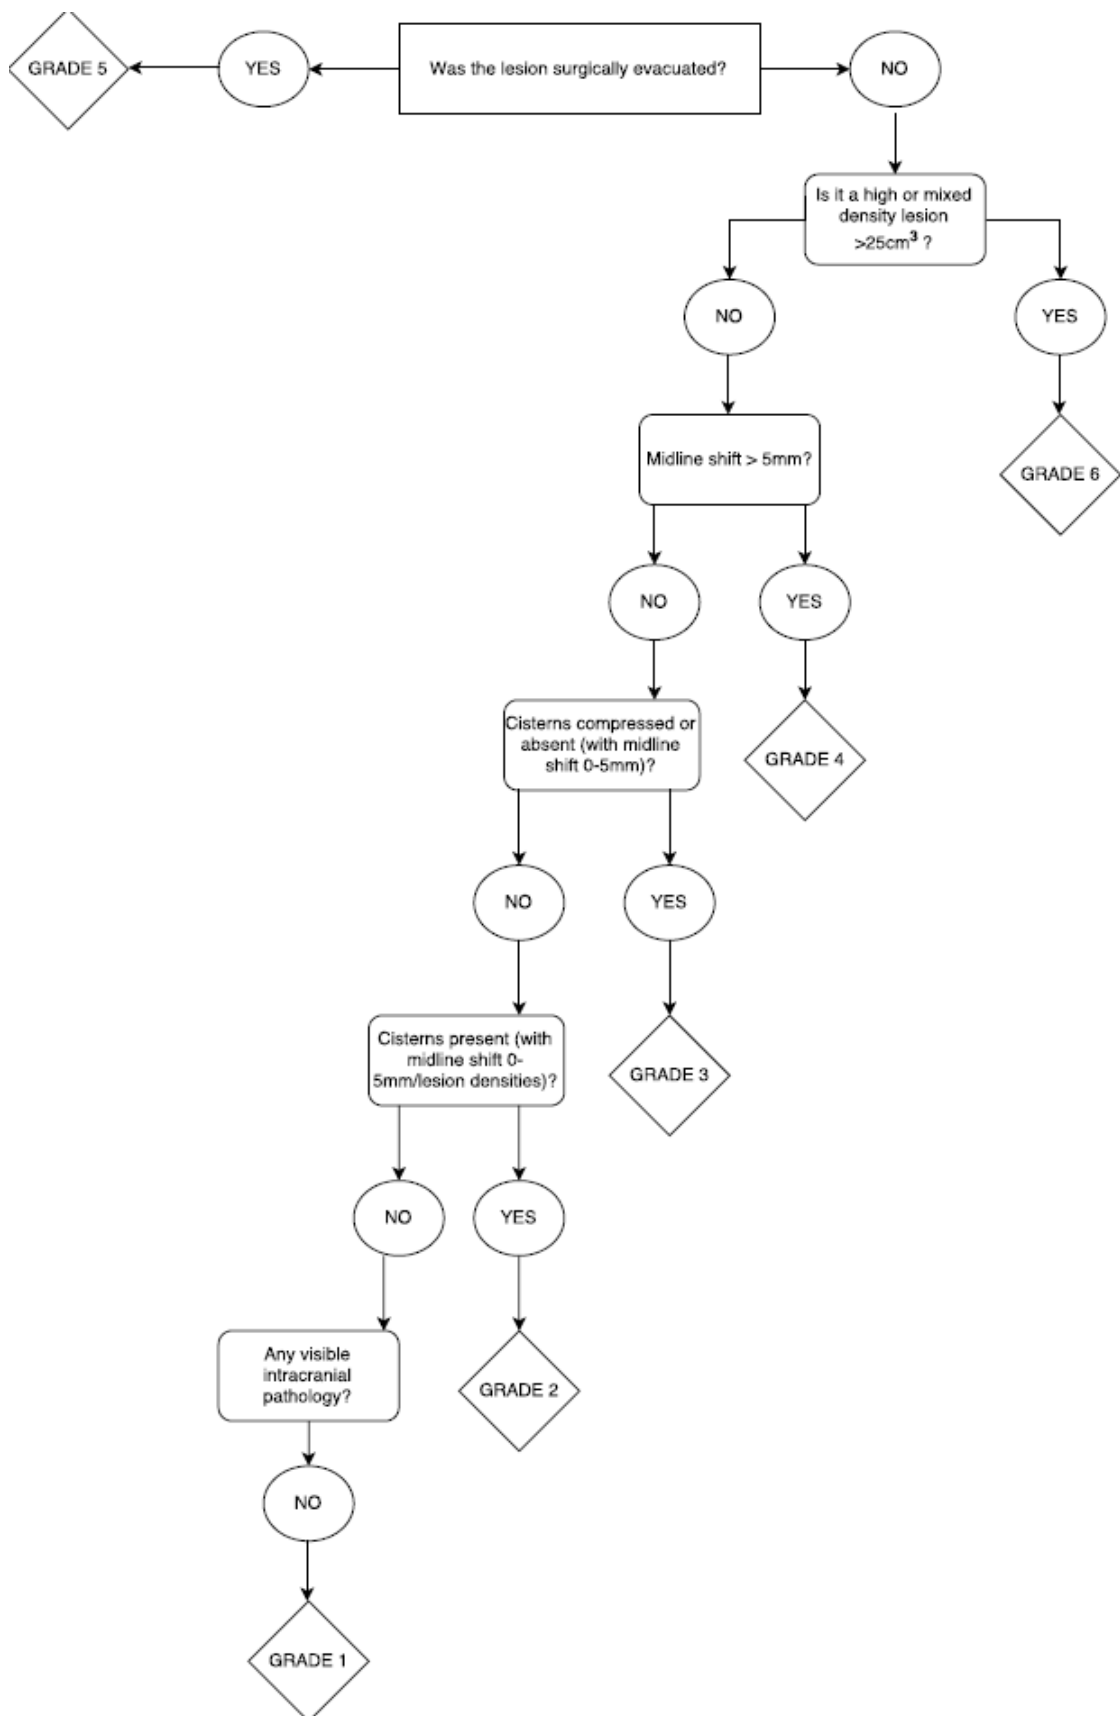 GRADE 5
YES
Was the lesion surgically evacuated?
NO
Is it a high or mixed
density lesion
>25cm³ ?
NO
YES
Midline shift > 5mm?
GRADE 6
NO
YES
Cisterns compressed or
absent (with midline
shift 0-5mm)?
GRADE 4
NO
YES
Cisterns present (with
midline shift 0-
5mm/lesion densities)?
GRADE 3
NO
YES
Any visible
intracranial
pathology?
GRADE 2
NO
GRADE 1